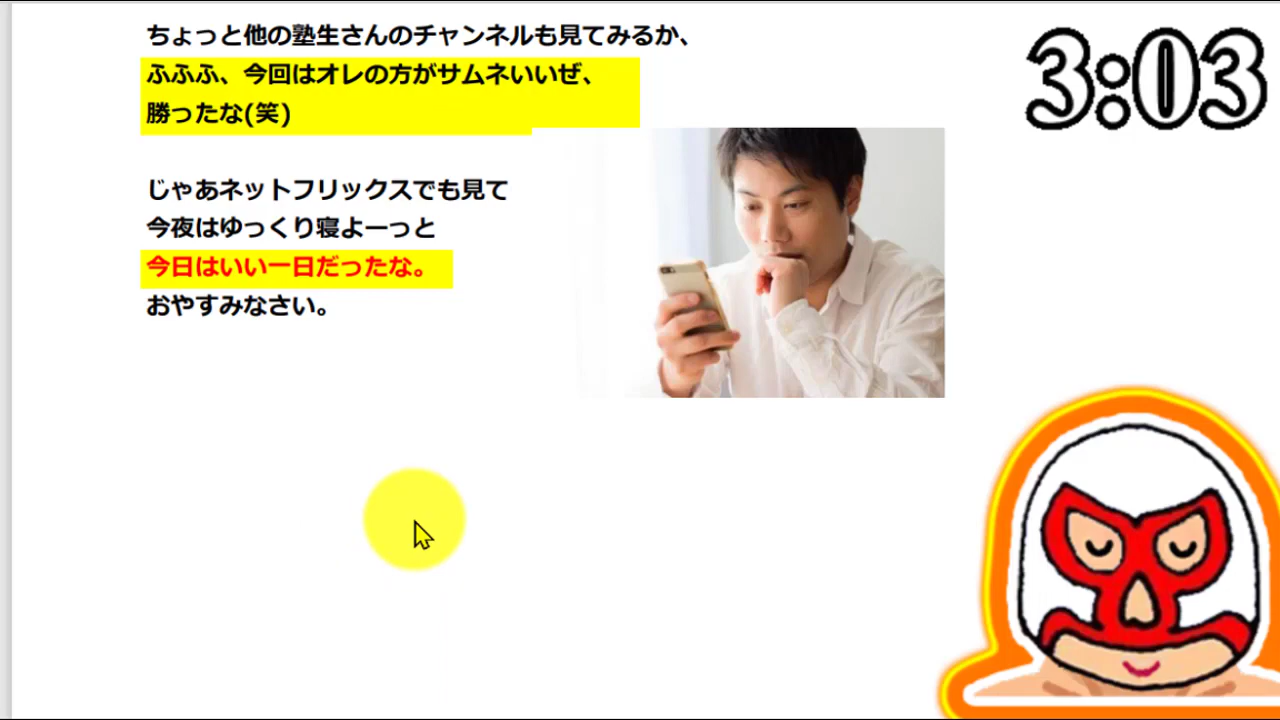 ちょっと他の塾生さんのチャンネルも見てみるか、
ふふふ、今回はオレの方がサムネいいぜ、
勝ったな(笑)
じゃあネットフリックスでも見て
今夜はゆっくり寝よーっと
今日はいい一日だったな。
おやすみなさい。
3:03